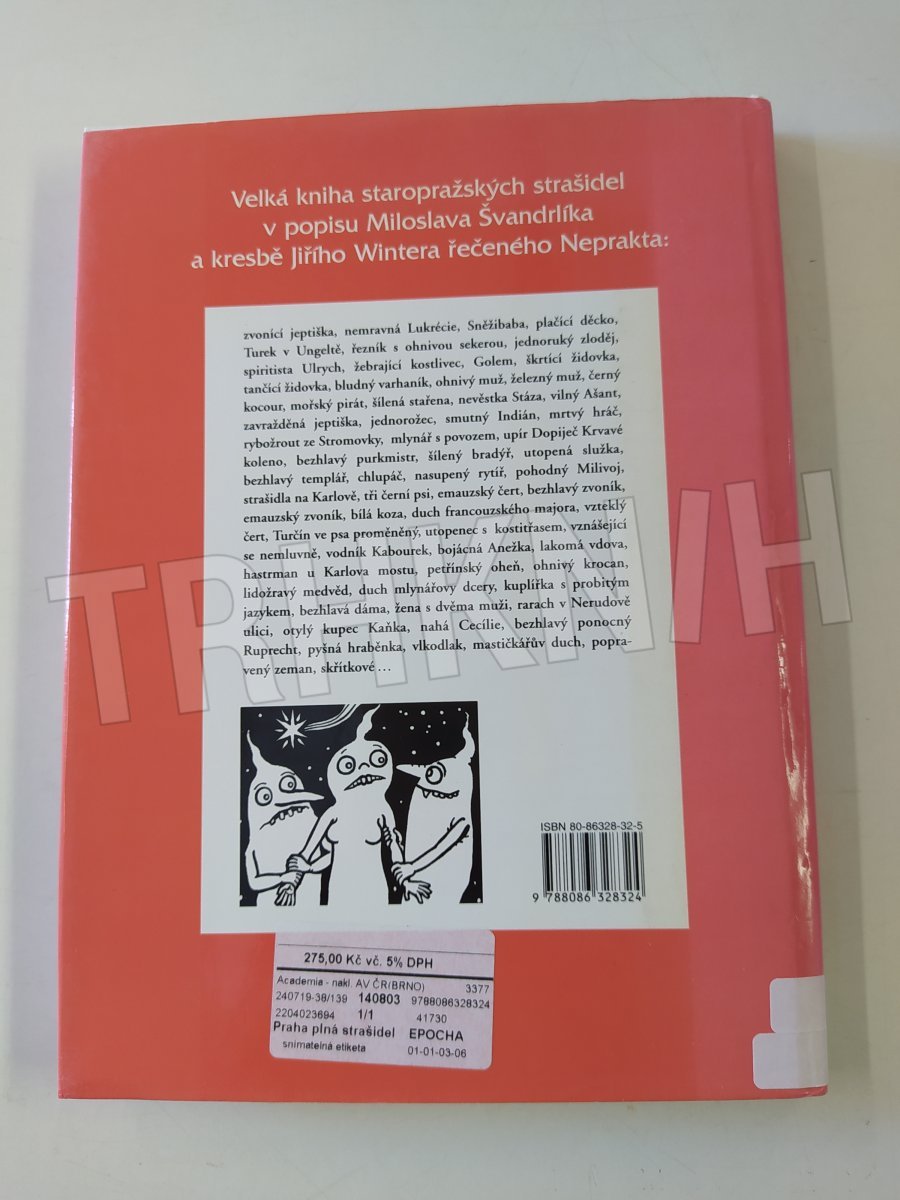 Velká kniha staropražských strašidel
v popisu Miloslava Švandrlíka
a kresbě Jiřího Wintera řečeného Neprakta:
zvonící jeptiška, nemravná Lukrécie, Sněžibaba, plačící děcko,
Turek v Ungeltě, řezník s ohnivou sekerou, jednoruký zloděj,
spiritista Ulrych, žebrající kostlivec, Golem, škrtící židovka,
tančící židovka, bludný varhaník, ohnivý muž, železný muž, černý
kocour, mořský pirát, šílená stařena, nevěstka Stáza, vilný Ašant,
zavražděná jeptiška, jednorožec, smutný Indián, mrtvý hráč,
rybožrout ze Stromovky, mlynář s povozem, upír Dopiječ Krvavé
koleno, bezhlavý purkmistr, šílený bradýř, utopená služka,
bezhlavý templář, chlupáč, nasupený rytíř, pohodný Milivoj,
strašidla na Karlově, tři černí psi, emauzský čert, bezhlavý zvoník,
emauzský zvoník, bílá koza, duch francouzského majora, vzteklý
čert, Turčín ve psa proměněný, utopenec s kostitřasem, vznášející
se nemluvně, vodník Kabourek, bojácná Anežka, lakomá vdova,
hastrman u Karlova mostu, petřínský oheň, ohnivý krocan,
lidožravý medvěd, duch mlynářovy dcery, kuplířka s probitým
jazykem, bezhlavá dáma, žena s dvěma muži, rarach v Nerudově
ulici, otylý kupec Kaňka, nahá Cecílie, bezhlavý ponocný
Ruprecht, pyšná hraběnka, vlkodlak, mastičkářův duch, popra-
vený zeman, skřítkové ...
ISBN 80-86328-32-5
9 788086 328324
275,00 Kč vč. 5% DPH
Academia - nakl. AV ČR(BRNO) 3377
240719-38/139 140803 9788086328324
2204023694 1/1 41730
Praha plná strašidel EPOCHA
snímatelná etiketa 01-01-03-06
TRHKNIH